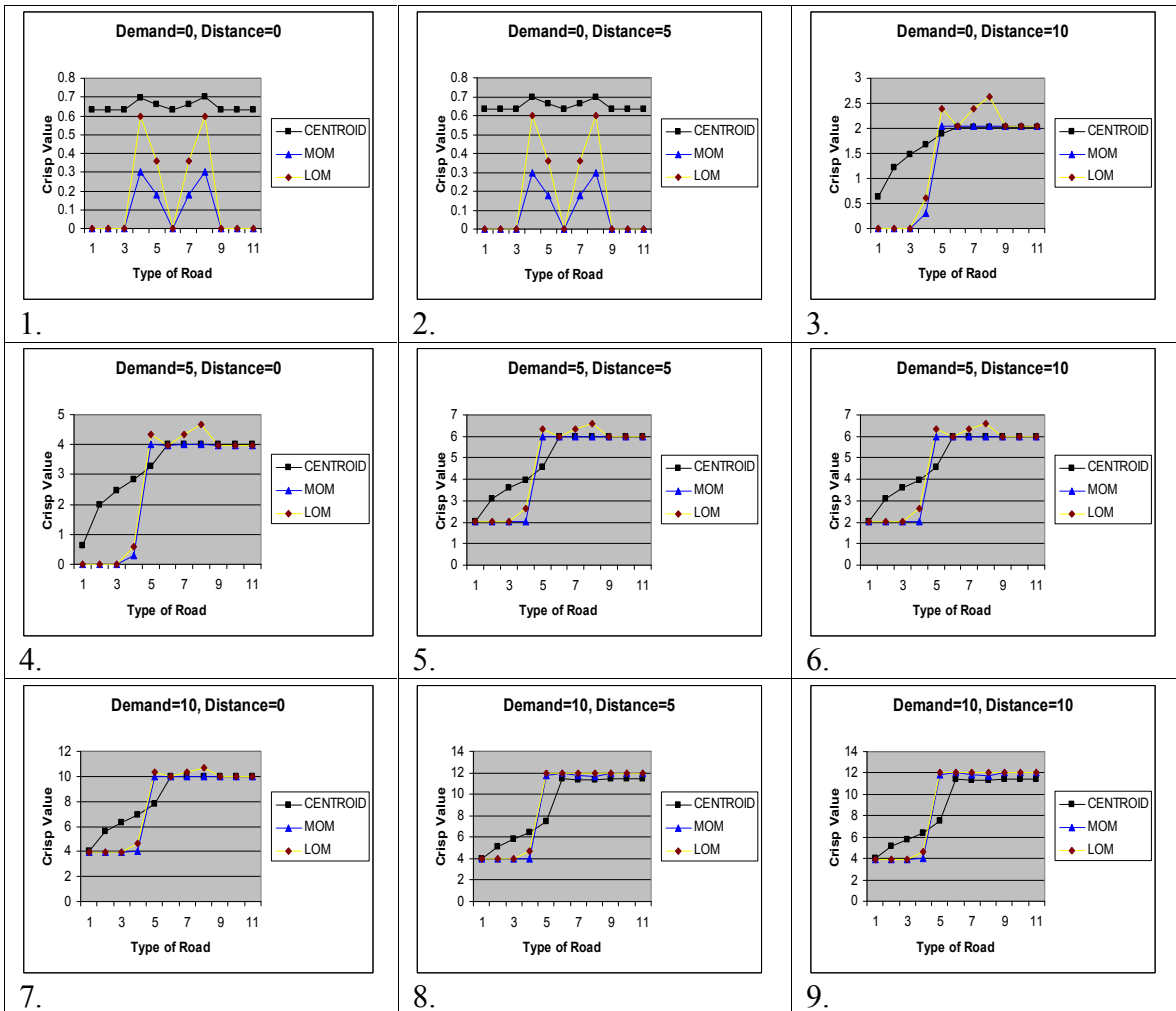 Demand=0, Distance=0
Crisp Value
0.8
0.7
0.6
0.5
0.4
0.3
0.2
0.1
0
1 3 5 7 9 11
Type of Road
CENTROID
MOM
LOM
1.
Demand=0, Distance=5
Crisp Value
0.8
0.7
0.6
0.5
0.4
0.3
0.2
0.1
0
1 3 5 7 9 11
Type of Road
CENTROID
MOM
LOM
2.
Demand=0, Distance=10
Crisp Value
3
2.5
2
1.5
1
0.5
0
1 3 5 7 9 11
Type of Raod
CENTROID
MOM
LOM
3.
Demand=5, Distance=0
Crisp Value
5
4
3
2
1
0
1 3 5 7 9 11
Type of Road
CENTROID
MOM
LOM
4.
Demand=5, Distance=5
Crisp Value
7
6
5
4
3
2
1
0
1 3 5 7 9 11
Type of Road
CENTROID
MOM
LOM
5.
Demand=5, Distance=10
Crisp Value
7
6
5
4
3
2
1
0
1 3 5 7 9 11
Type of Road
CENTROID
MOM
LOM
6.
Demand=10, Distance=0
Crisp Value
12
10
8
6
4
2
0
1 3 5 7 9 11
Type of Road
CENTROID
MOM
LOM
7.
Demand=10, Distance=5
Crisp Value
14
12
10
8
6
4
2
0
1 3 5 7 9 11
Type of Road
CENTROID
MOM
LOM
8.
Demand=10, Distance=10
Crisp Value
14
12
10
8
6
4
2
0
1 3 5 7 9 11
Type of Road
CENTROID
MOM
LOM
9.